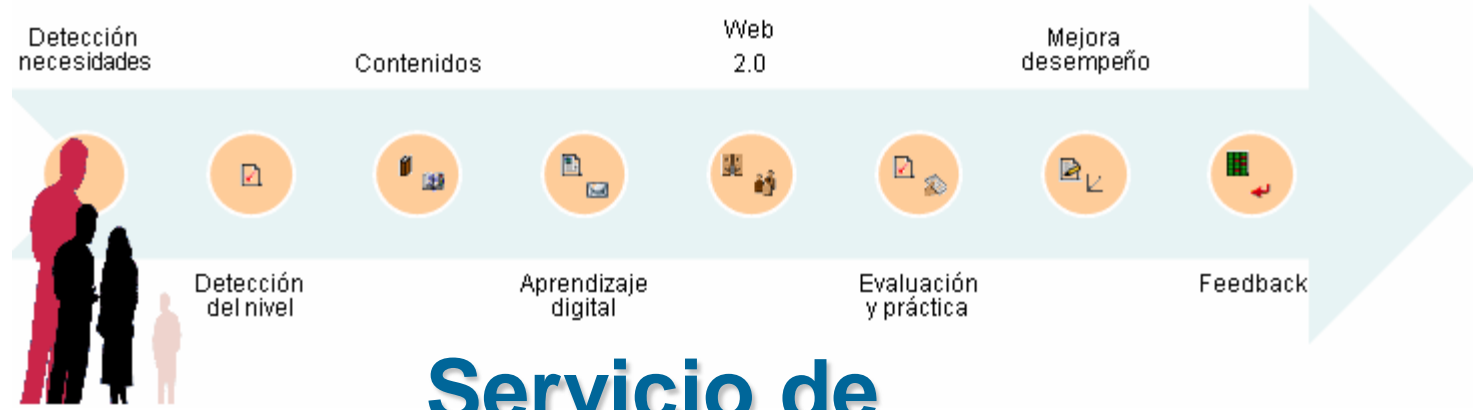 Detección
necesidades
Contenidos
Web
2.0
Mejora
desempeño
Detección
del nivel
Aprendizaje
digital
Evaluación
y práctica
Feedback
Servicio de